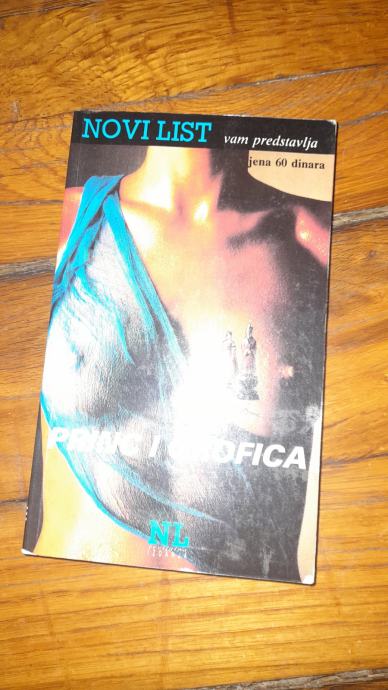 NOVI LIST vam predstavlja
jena 60 dinara
PRINC I GROFICA
NL